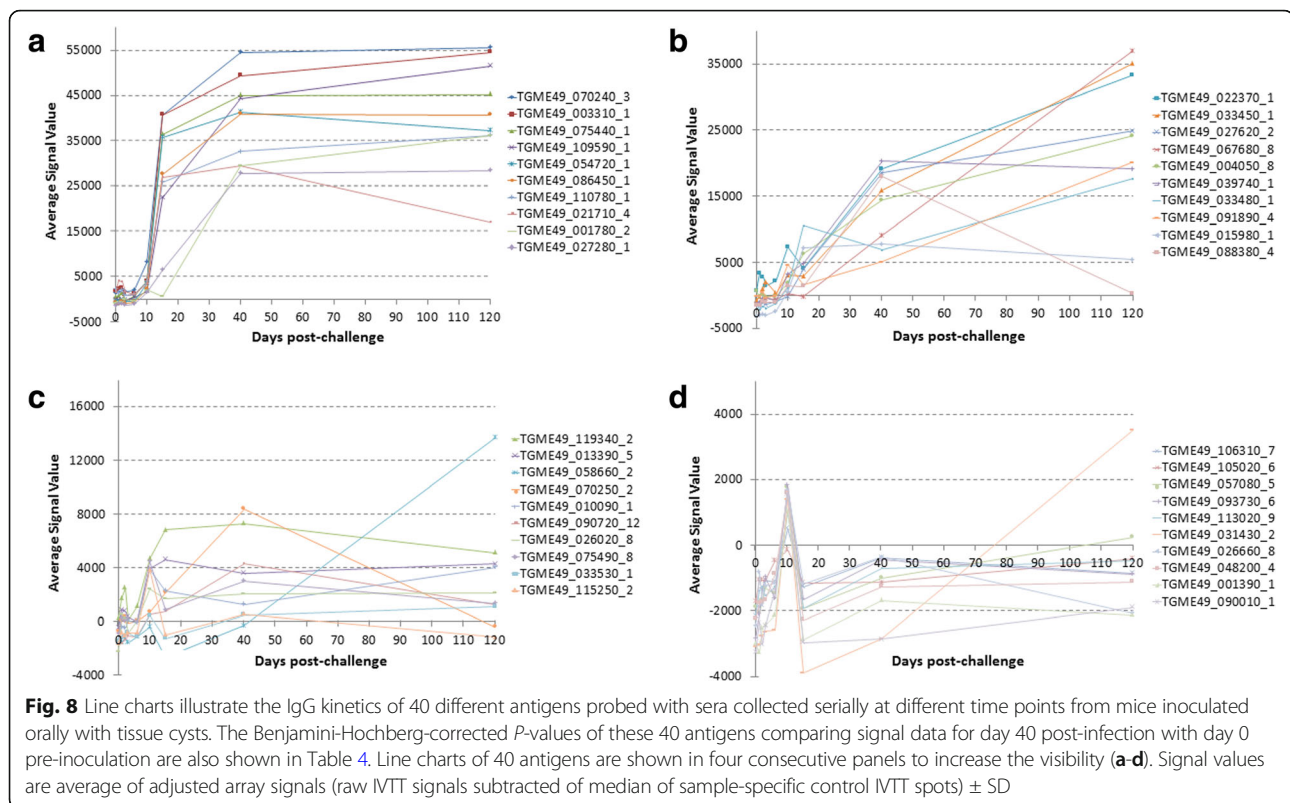 a
55000
45000
35000
25000
15000
5000
-5000
Average Signal Value
0 10 20 30 40 50 60 70 80 90 100 110 120
Days post-challenge
TGME49_070240_3
TGME49_003310_1
TGME49_075440_1
TGME49_109590_1
TGME49_054720_1
TGME49_086450_1
TGME49_110780_1
TGME49_021710_4
TGME49_001780_2
TGME49_027280_1
b
35000
25000
15000
5000
-5000
Average Signal Value
0 10 20 30 40 50 60 70 80 90 100 110 120
Days post-challenge
TGME49_022370_1
TGME49_033450_1
TGME49_027620_2
TGME49_067680_8
TGME49_004050_8
TGME49_039740_1
TGME49_033480_1
TGME49_091890_4
TGME49_015980_1
TGME49_088380_4
c
16000
12000
8000
4000
0
-4000
Average Signal Value
0 10 20 30 40 50 60 70 80 90 100 110 120
Days post-challenge
TGME49_119340_2
TGME49_013390_5
TGME49_058660_2
TGME49_070250_2
TGME49_010090_1
TGME49_090720_12
TGME49_026020_8
TGME49_075490_8
TGME49_033530_1
TGME49_115250_2
d
4000
2000
0
-2000
-4000
Average Signal Value
0 10 20 30 40 50 60 70 80 90 100 110 120
Days post-challenge
TGME49_106310_7
TGME49_105020_6
TGME49_057080_5
TGME49_093730_6
TGME49_113020_9
TGME49_031430_2
TGME49_026660_8
TGME49_048200_4
TGME49_001390_1
TGME49_090010_1
Fig. 8 Line charts illustrate the IgG kinetics of 40 different antigens probed with sera collected serially at different time points from mice inoculated
orally with tissue cysts. The Benjamini-Hochberg-corrected P-values of these 40 antigens comparing signal data for day 40 post-infection with day 0
pre-inoculation are also shown in Table 4. Line charts of 40 antigens are shown in four consecutive panels to increase the visibility (a-d). Signal values
are average of adjusted array signals (raw IVTT signals subtracted of median of sample-specific control IVTT spots) ± SD